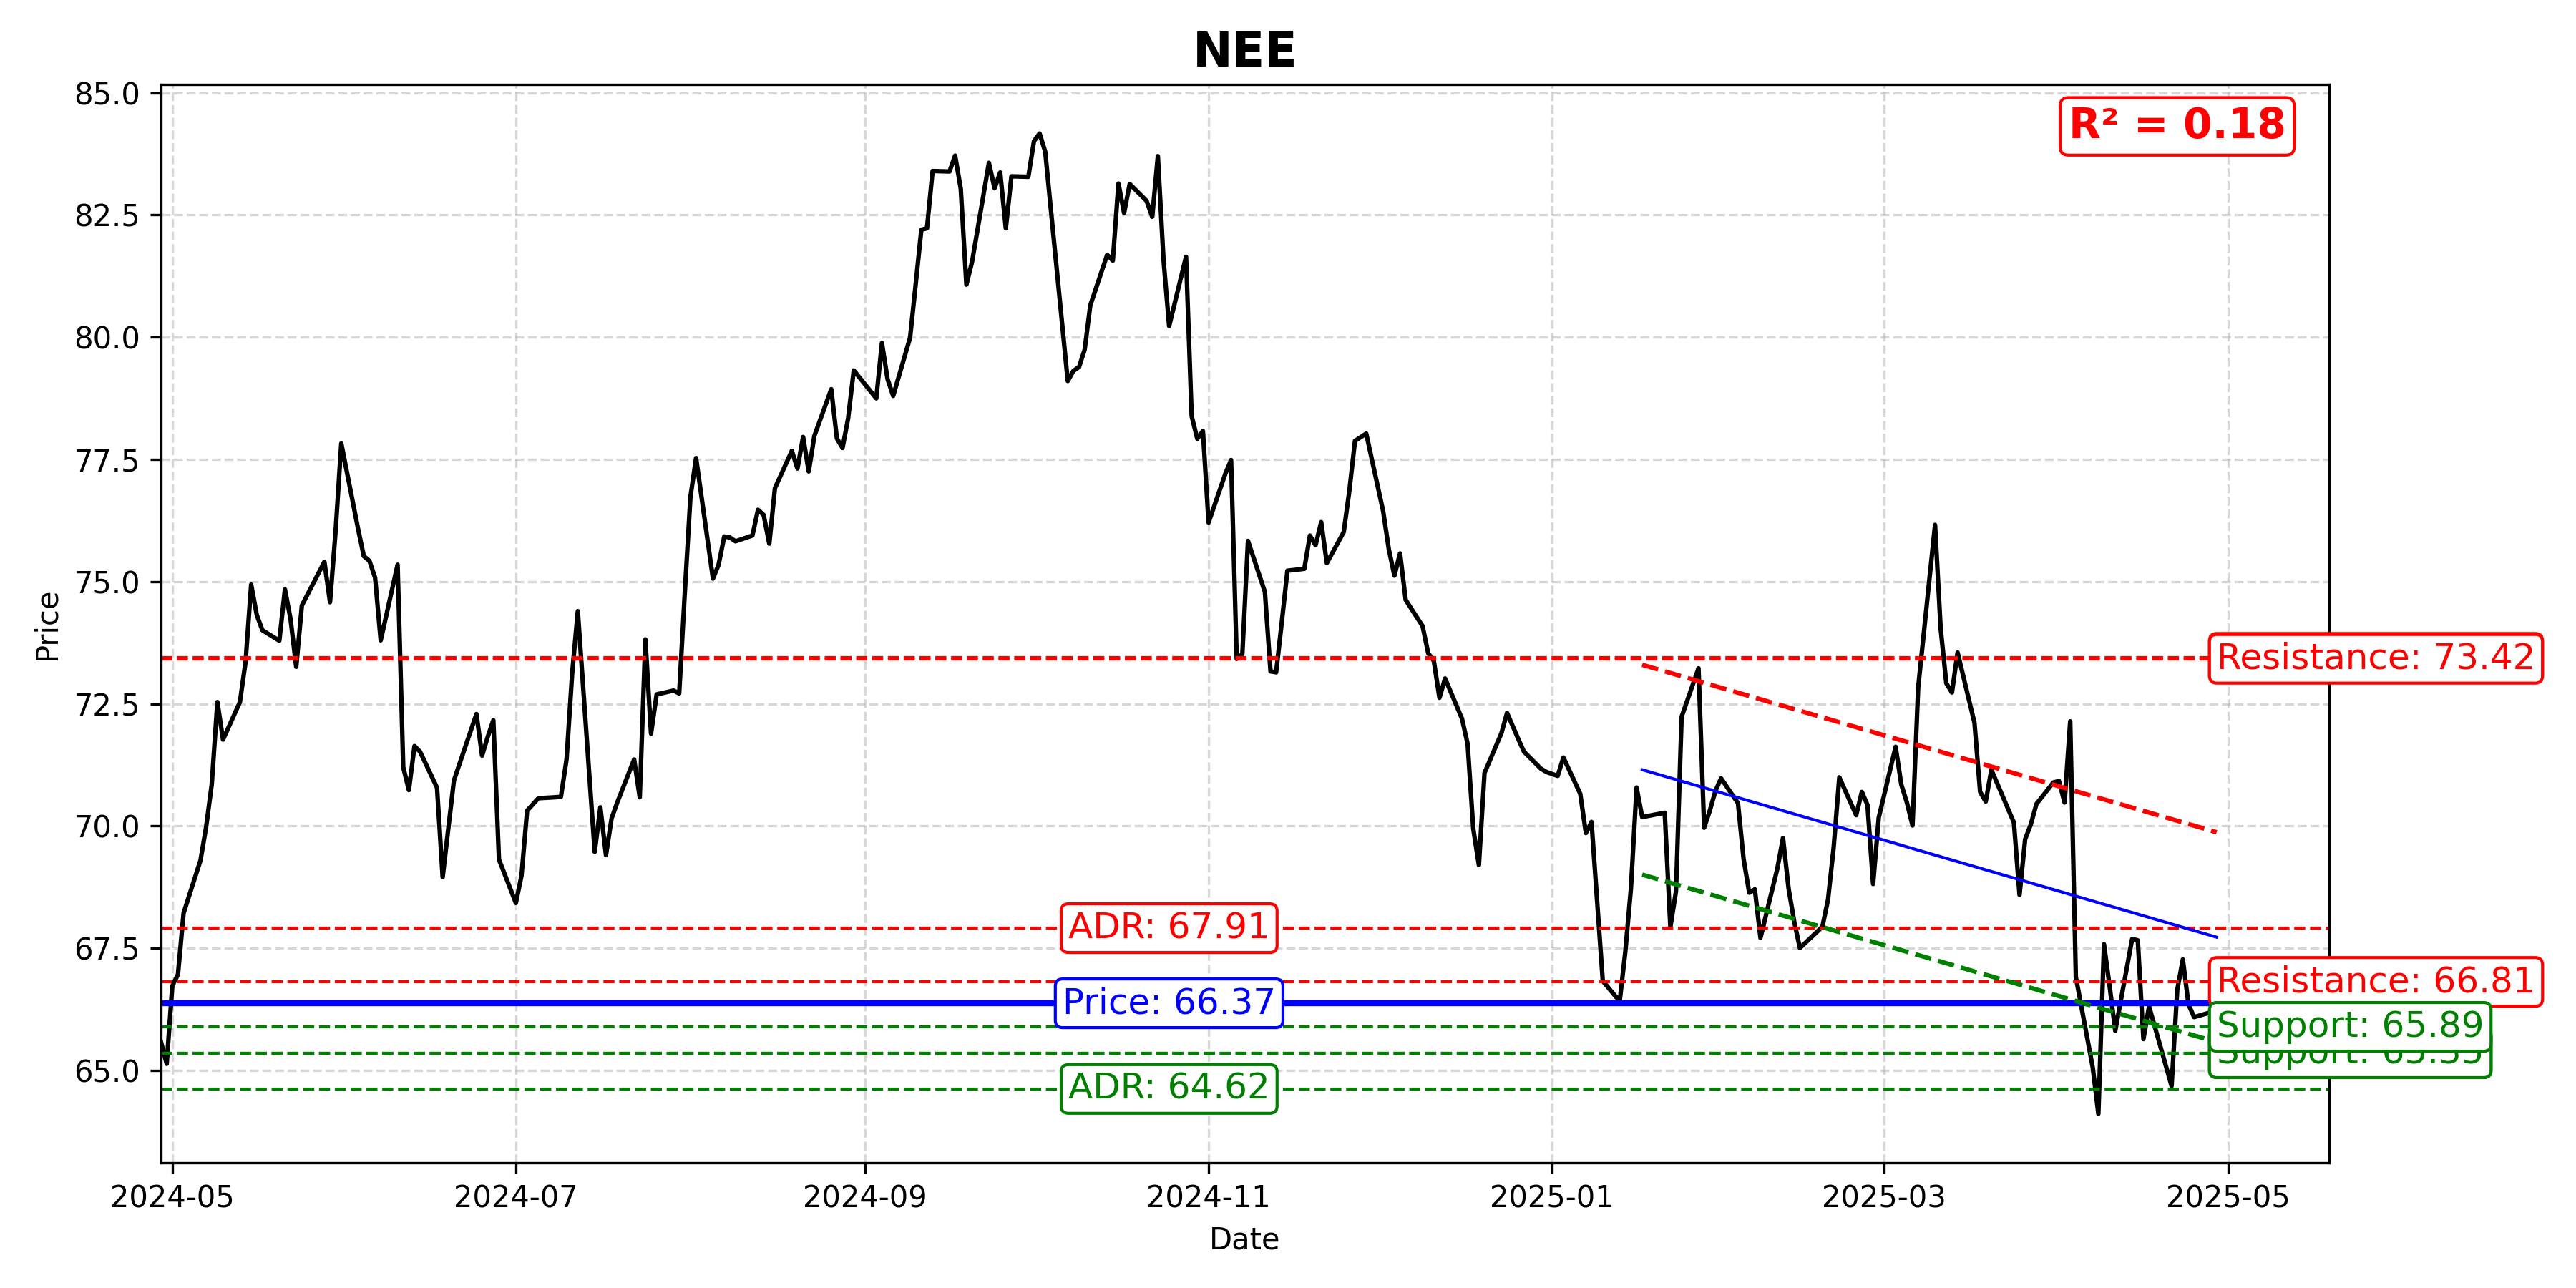 NEE
R² = 0.18
85.0
82.5
80.0
77.5
75.0
72.5
70.0
67.5
65.0
Price
Resistance: 73.42
ADR: 67.91
Resistance: 66.81
Price: 66.37
Support: 65.89
Support:
ADR: 64.62
2024-05
2024-07
2024-09
2024-11
2025-01
2025-03
2025-05
Date